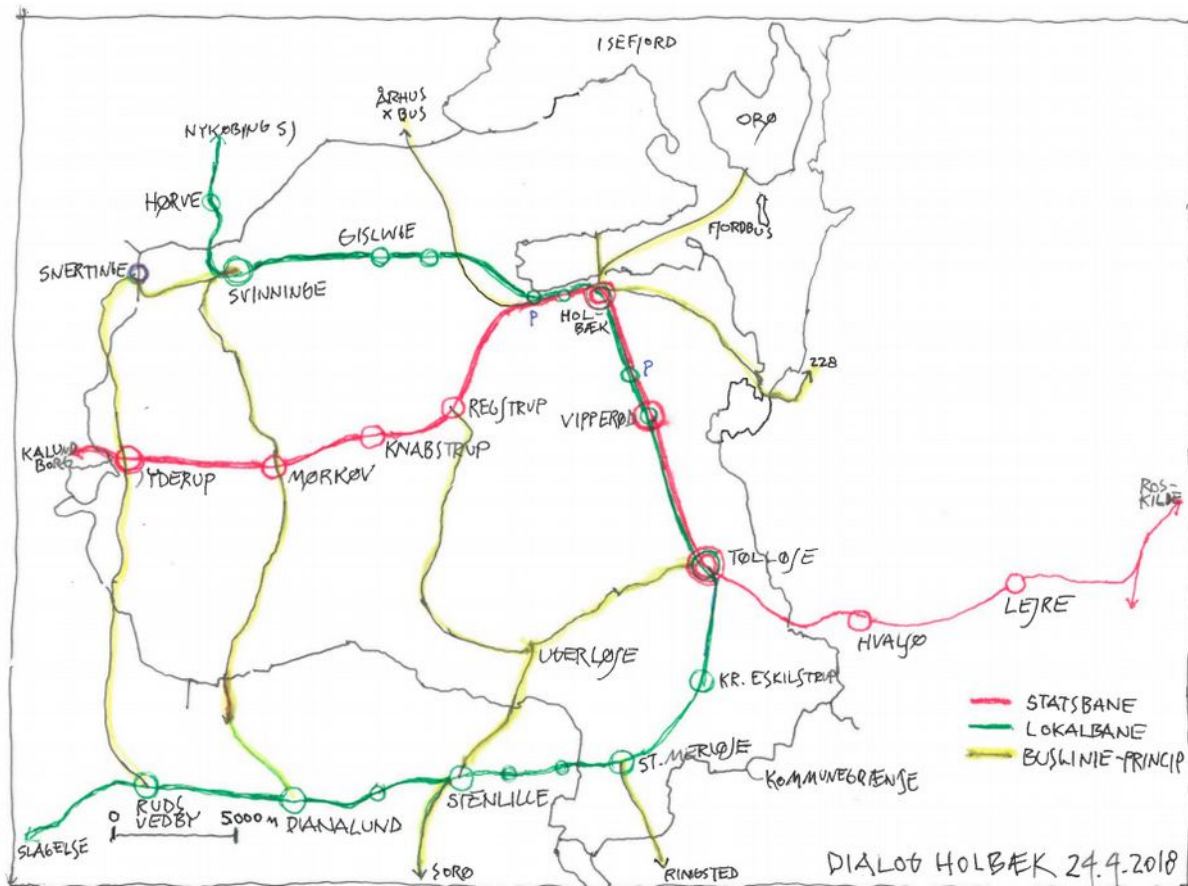 ISEFJORD
ORØ
ÅRHUS
X BUS
NYKØBING SJ
HØRVE
FJORDBUS
GISLINGE
SNERTINGE
SVINNINGE
P
HOL-
BÆK
P
228
VIPPERØD
REGSTRUP
KNABSTRUP
KALUND
BORG
JYDERUP
MØRKØV
ROS-
KILDE
TØLLØSE
LEJRE
HVALSØ
UGERLØSE
KR. ESKILSTRUP
STATSBANE
LOKALBANE
BUSLINIE-PRINCIP
ST. MERLØSE
KOMMUNEGRÆNSE
STENLILLE
RUDS
VEDBY
DIANALUND
0
5000 M
SLAGELSE
SORØ
RINGSTED
DIALOG HOLBÆK 24.4.2018